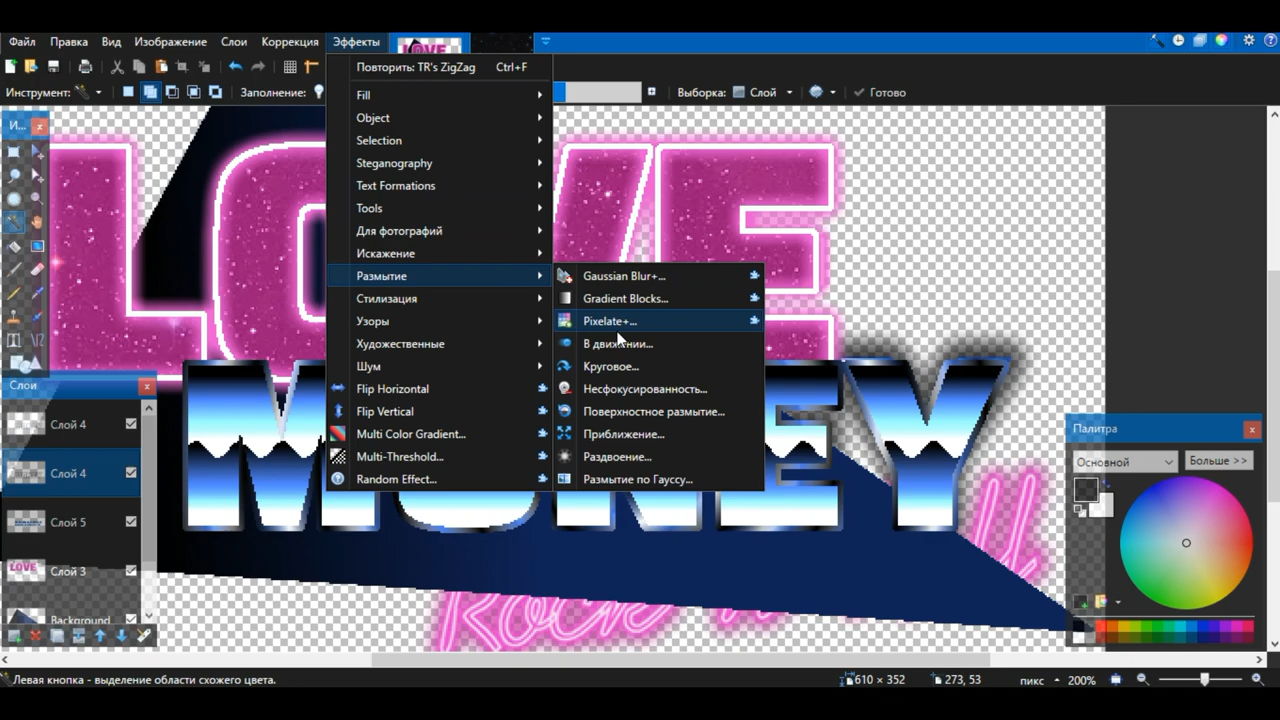 Файл Правка Вид Изображение Слои Коррекция Эффекты
Повторить: TR's ZigZag Ctrl+F
Инструмент: Заполнение: Выборка: Слой Готово
И...
Fill
Object
Selection
Steganography
Text Formations
Tools
Для фотографий
Искажение
Размытие
Стилизация
Узоры
Художественные
Шум
Flip Horizontal
Flip Vertical
Multi Color Gradient...
Multi-Threshold...
Random Effect...
Gaussian Blur+...
Gradient Blocks...
Pixelate+...
В движении...
Круговое...
Несфокусированность...
Поверхностное размытие...
Приближение...
Раздвоение...
Размытие по Гауссу...
LOVE
MONEY
Rock n
Слои
Слой 4
Слой 4
Слой 5
Слой 3
Background
Палитра
Основной Больше >>
Левая кнопка - выделение области схожего цвета. 610 × 352 273, 53 пикс 200%